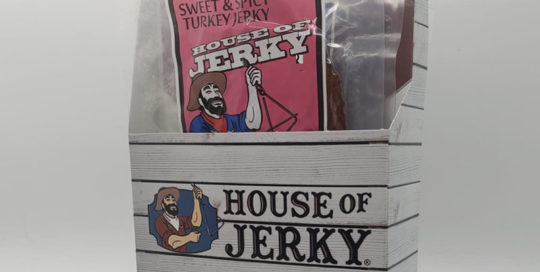 SWEET & SPICY
TURKEY JERKY
HOUSE OF
JERKY
HOUSE OF
JERKY®